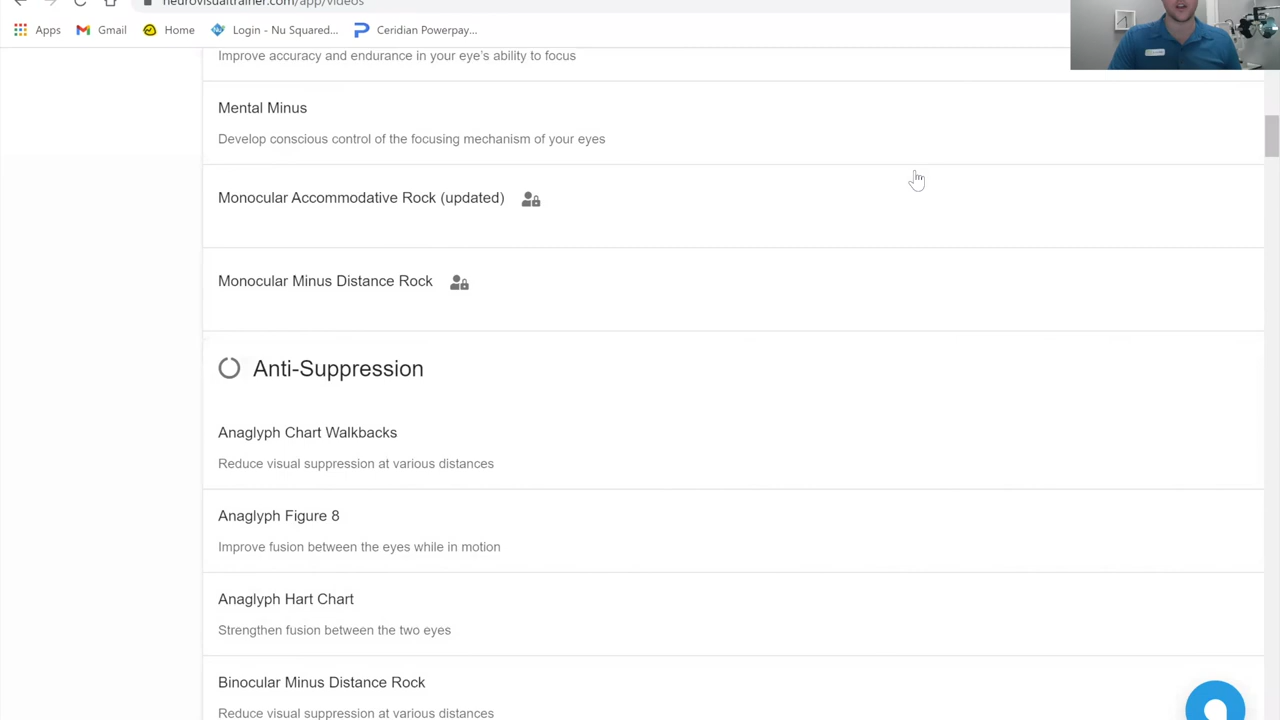 neurovisualtrainer.com/app/videos
Apps Gmail Home Login - Nu Squared... Ceridian Powerpay...
Improve accuracy and endurance in your eye's ability to focus
Mental Minus
Develop conscious control of the focusing mechanism of your eyes
Monocular Accommodative Rock (updated)
Monocular Minus Distance Rock
Anti-Suppression
Anaglyph Chart Walkbacks
Reduce visual suppression at various distances
Anaglyph Figure 8
Improve fusion between the eyes while in motion
Anaglyph Hart Chart
Strengthen fusion between the two eyes
Binocular Minus Distance Rock
Reduce visual suppression at various distances